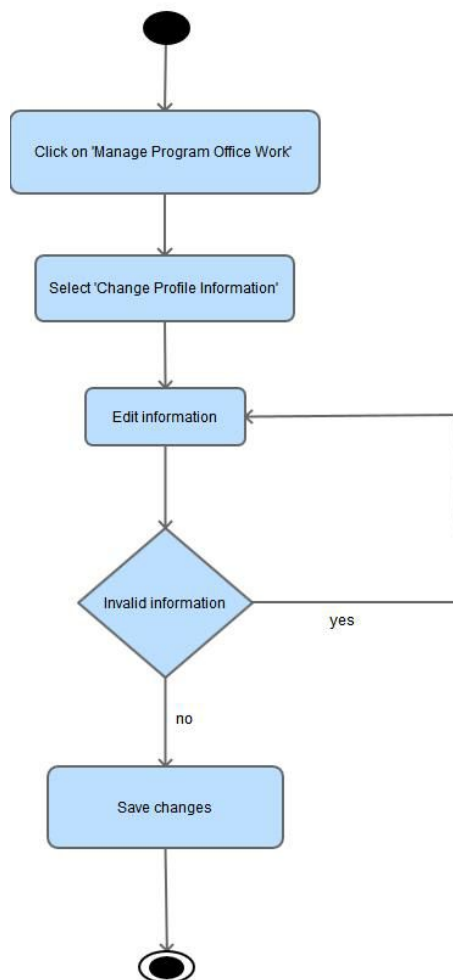 Click on 'Manage Program Office Work'
Select 'Change Profile Information'
Edit information
Invalid information
yes
no
Save changes